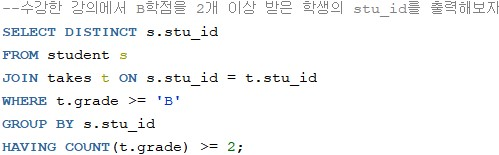 --수강한 강의에서 B학점을 2개 이상 받은 학생의 stu_id를 출력해보자
SELECT DISTINCT s.stu_id
FROM student s
JOIN takes t ON s.stu_id = t.stu_id
WHERE t.grade >= 'B'
GROUP BY s.stu_id
HAVING COUNT(t.grade) >= 2;